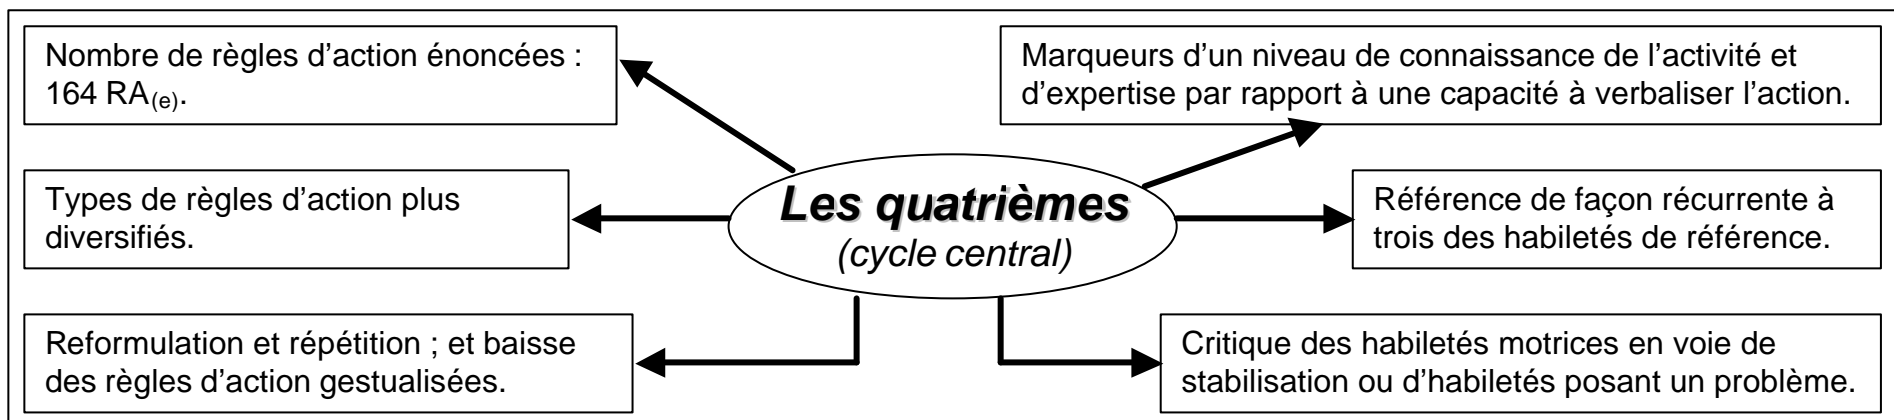 Nombre de règles d’action énoncées :
164 RA(e).
Marqueurs d’un niveau de connaissance de l’activité et
d’expertise par rapport à une capacité à verbaliser l’action.
Types de règles d’action plus
diversifiés.
Les quatrièmes
(cycle central)
Référence de façon récurrente à
trois des habiletés de référence.
Reformulation et répétition ; et baisse
des règles d’action gestualisées.
Critique des habiletés motrices en voie de
stabilisation ou d’habiletés posant un problème.